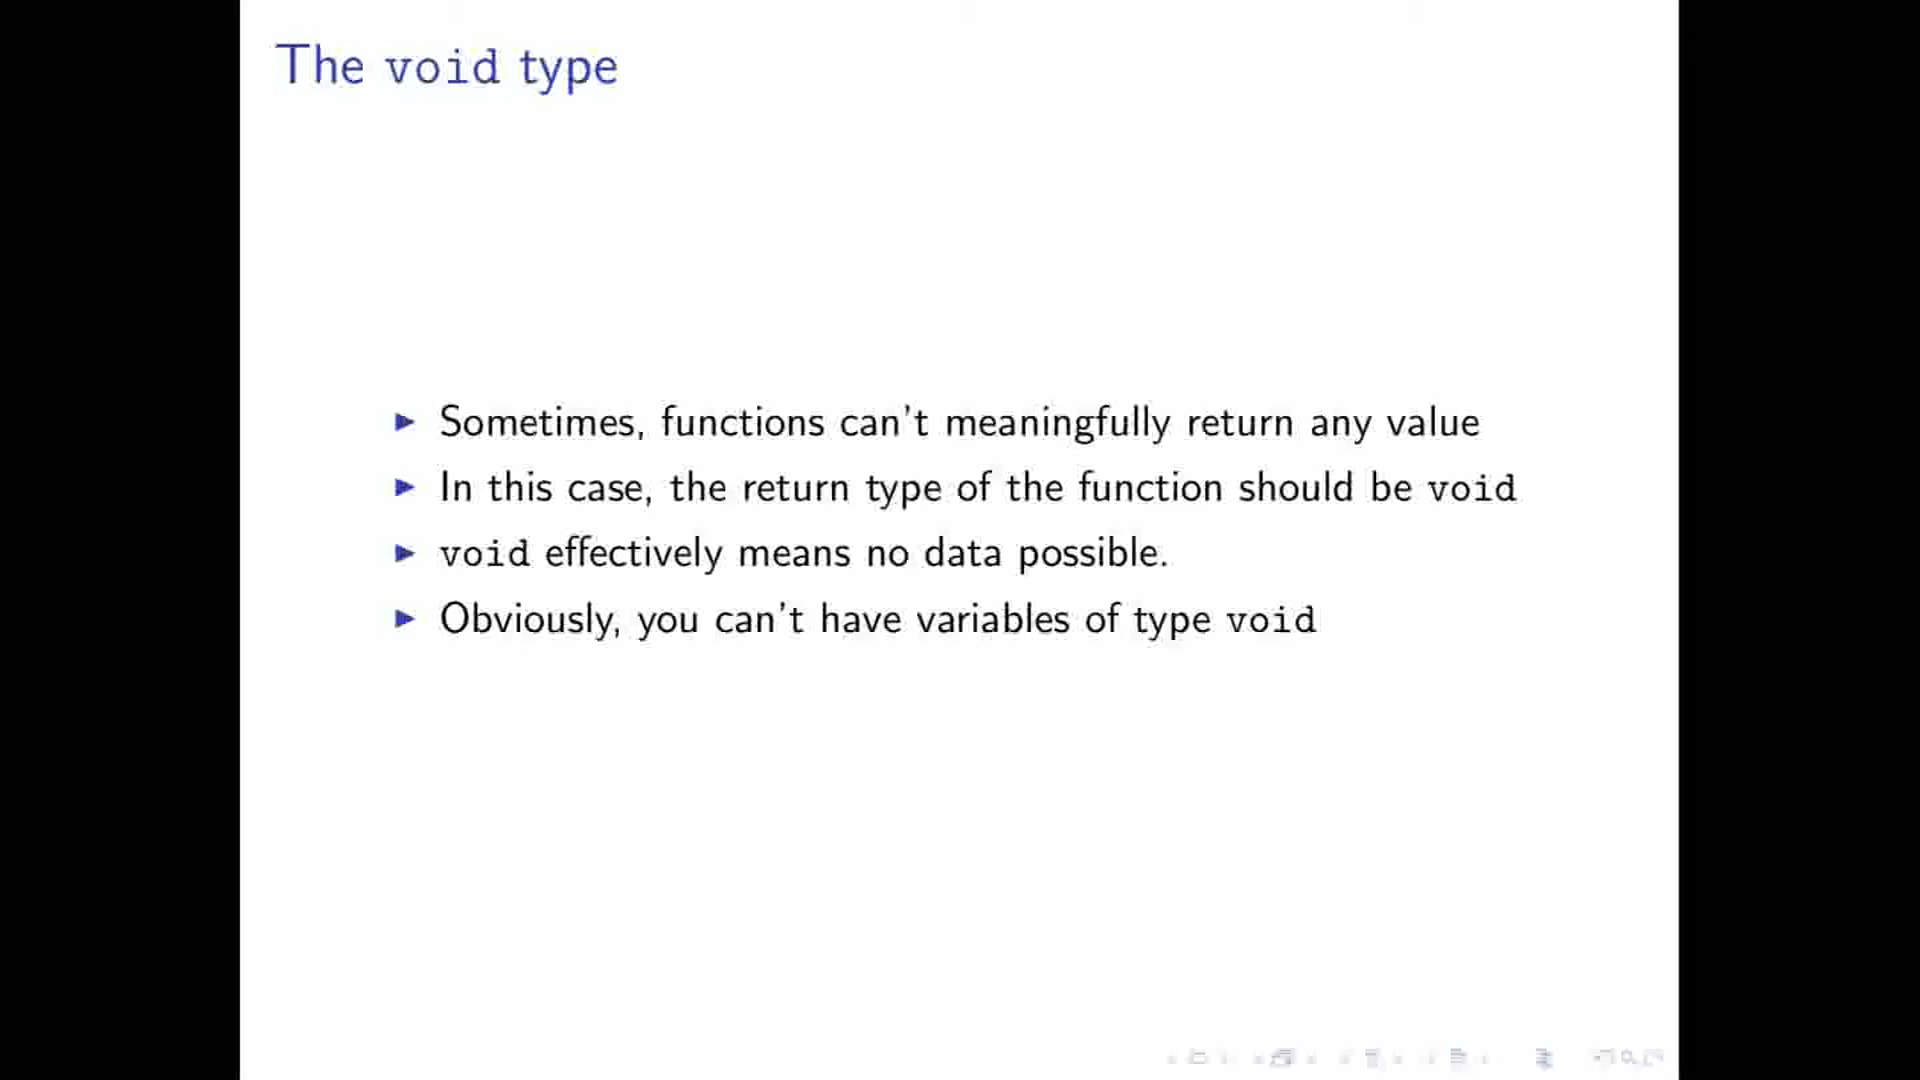 The void type
Sometimes, functions can't meaningfully return any value
In this case, the return type of the function should be void
void effectively means no data possible.
Obviously, you can't have variables of type void